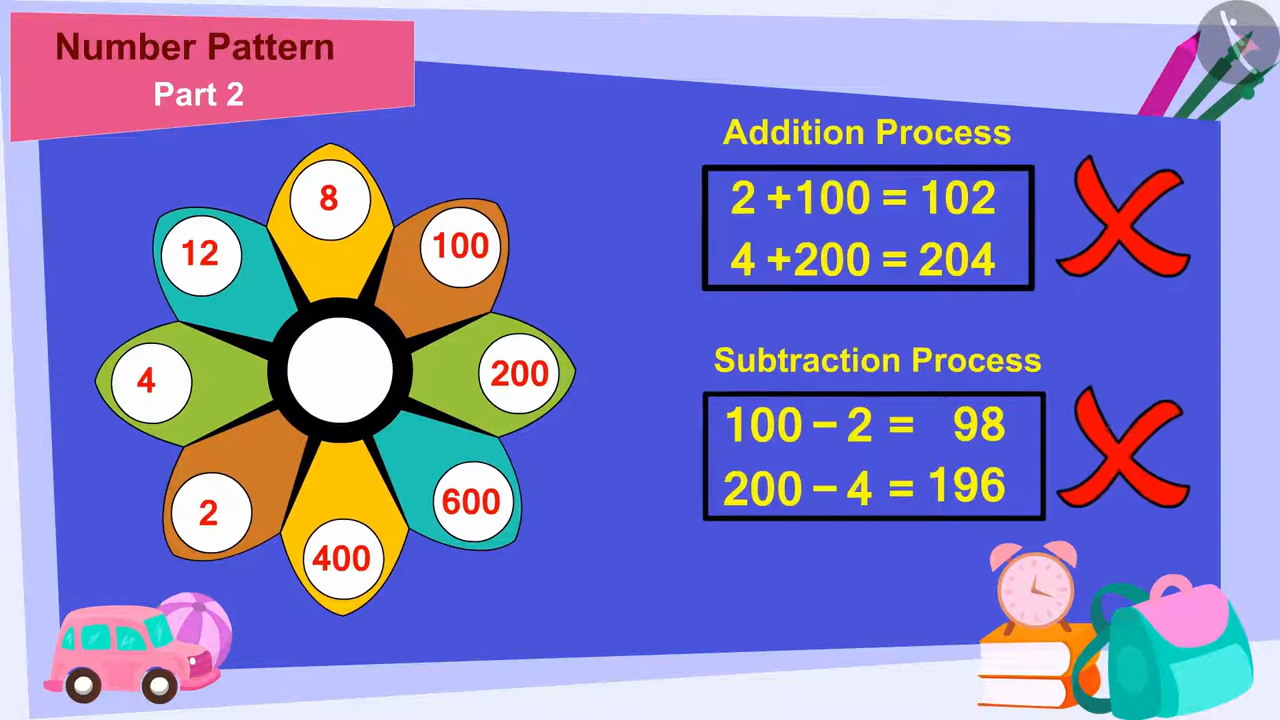 Number Pattern
Part 2
8
100
200
600
400
2
4
12
Addition Process
2 +100 = 102
4 +200 = 204
Subtraction Process
100 − 2 = 98
200 − 4 = 196